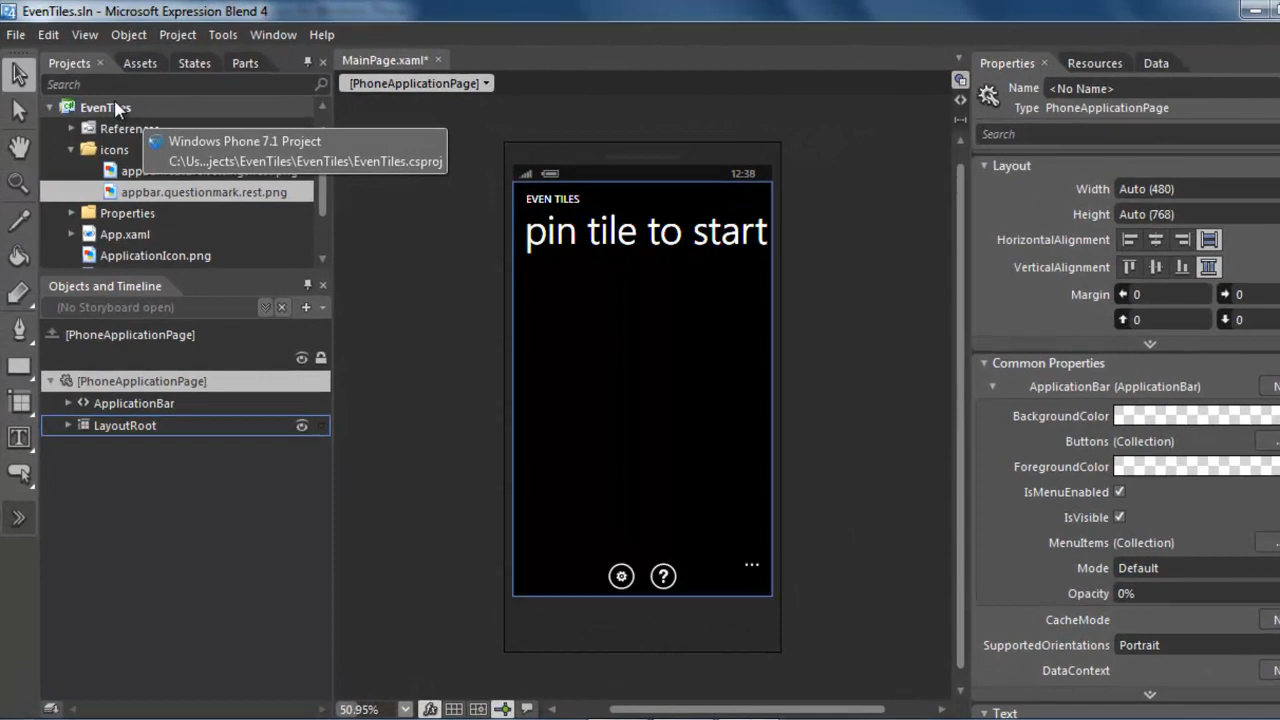 EvenTiles.sln - Microsoft Expression Blend 4
File Edit View Object Project Tools Window Help
Projects × Assets States Parts
Search
EvenTiles
References
icons
Windows Phone 7.1 Project
C:\Us...jects\EvenTiles\EvenTiles\EvenTiles.csproj
appbar.questionmark.rest.png
Properties
App.xaml
ApplicationIcon.png
Objects and Timeline
(No Storyboard open)
[PhoneApplicationPage]
[PhoneApplicationPage]
ApplicationBar
LayoutRoot
MainPage.xaml* ×
[PhoneApplicationPage]
12:38
EVEN TILES
pin tile to start
?
...
50,95%
Properties × Resources Data
Name <No Name>
Type PhoneApplicationPage
Search
Layout
Width Auto (480)
Height Auto (768)
HorizontalAlignment
VerticalAlignment
Margin 0 0
0 0
Common Properties
ApplicationBar (ApplicationBar) N
BackgroundColor
Buttons (Collection) ...
ForegroundColor
IsMenuEnabled
IsVisible
MenuItems (Collection) ...
Mode Default
Opacity 0%
CacheMode N
SupportedOrientations Portrait
DataContext N
Text